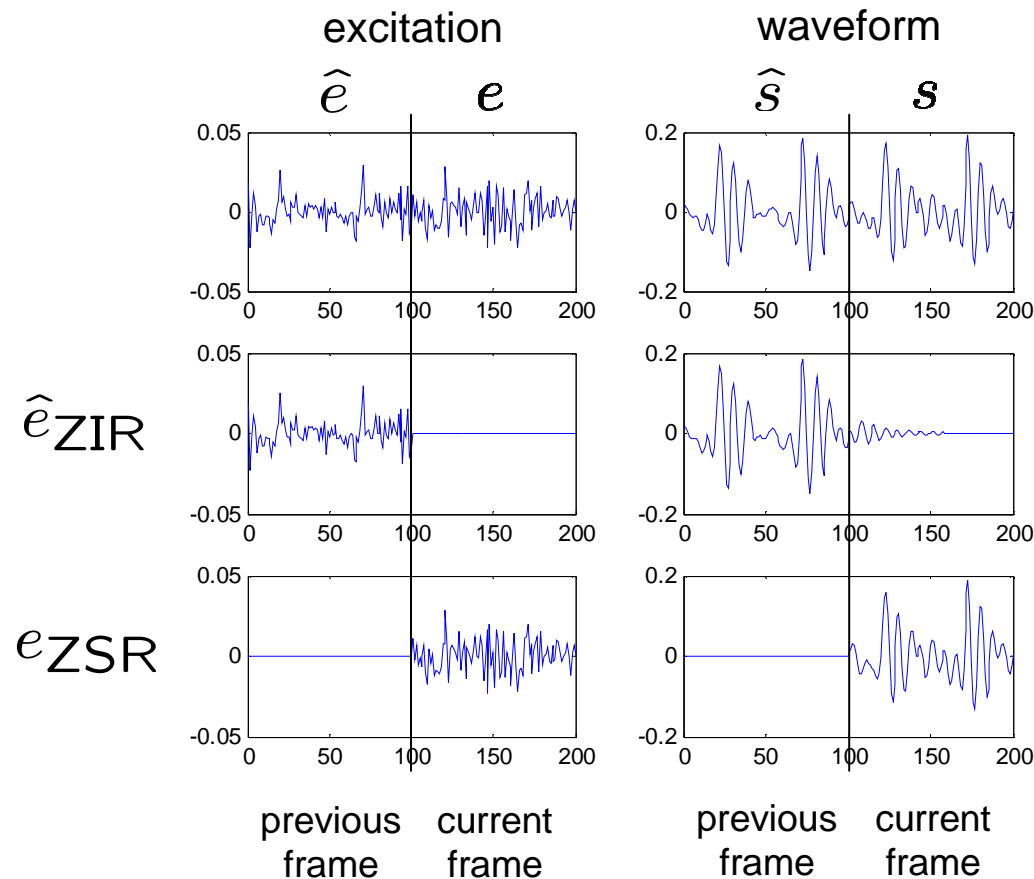 excitation waveform
ê e ŝ s
0.05 0.2
0 0
-0.05 -0.2
0 50 100 150 200 0 50 100 150 200
0.05 0.2
êZIR 0 0
-0.05 -0.2
0 50 100 150 200 0 50 100 150 200
0.05 0.2
eZSR 0 0
-0.05 -0.2
0 50 100 150 200 0 50 100 150 200
previous current previous current
frame frame frame frame